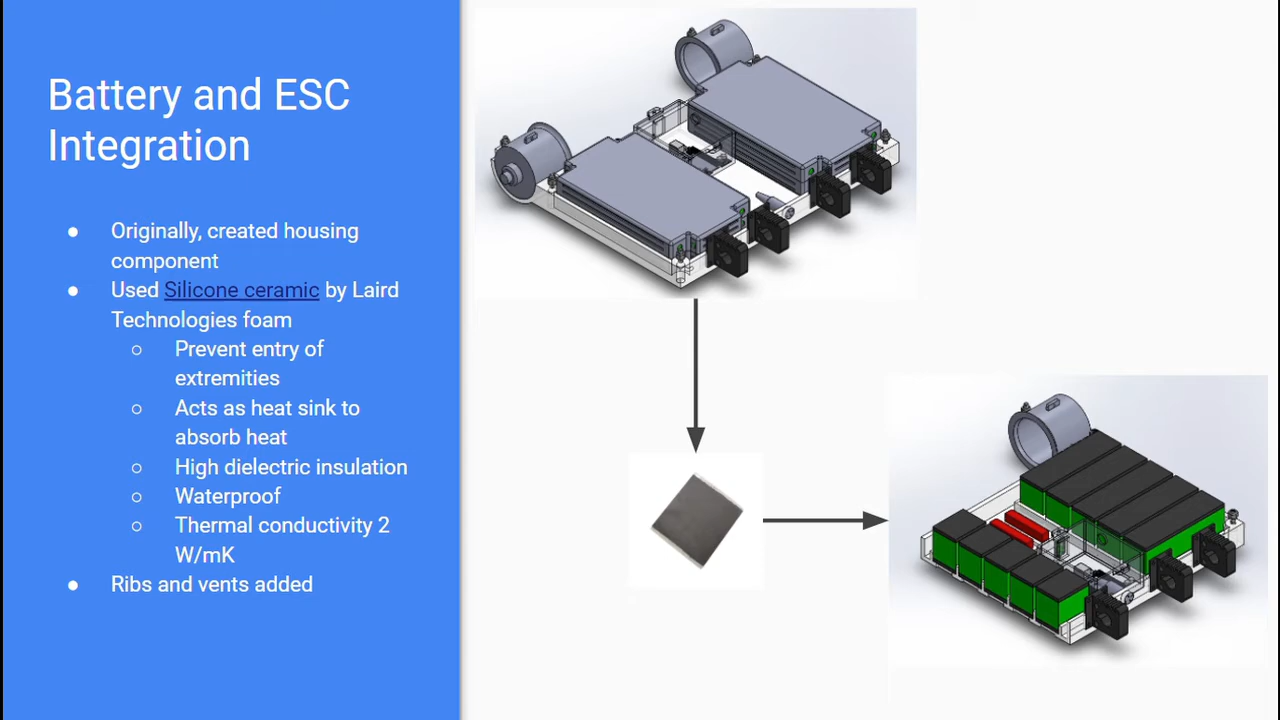 Battery and ESC
Integration
● Originally, created housing
component
● Used Silicone ceramic by Laird
Technologies foam
○ Prevent entry of
extremities
○ Acts as heat sink to
absorb heat
○ High dielectric insulation
○ Waterproof
○ Thermal conductivity 2
W/mK
● Ribs and vents added